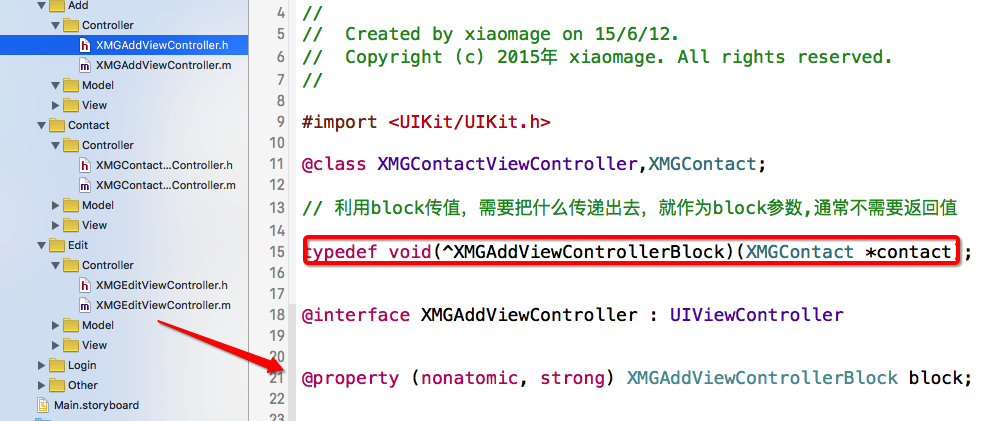 Add
Controller
XMGAddViewController.h
XMGAddViewController.m
Model
View
Contact
Controller
XMGContact...Controller.h
XMGContact...Controller.m
Model
View
Edit
Controller
XMGEditViewController.h
XMGEditViewController.m
Model
View
Login
Other
Main.storyboard
4 //
5 // Created by xiaomage on 15/6/12.
6 // Copyright (c) 2015年 xiaomage. All rights reserved.
7 //
8
9 #import <UIKit/UIKit.h>
10
11 @class XMGContactViewController,XMGContact;
12
13 // 利用block传值，需要把什么传递出去，就作为block参数,通常不需要返回值
14
15 typedef void(^XMGAddViewControllerBlock)(XMGContact *contact);
16
17
18 @interface XMGAddViewController : UIViewController
19
20
21 @property (nonatomic, strong) XMGAddViewControllerBlock block;
22
23